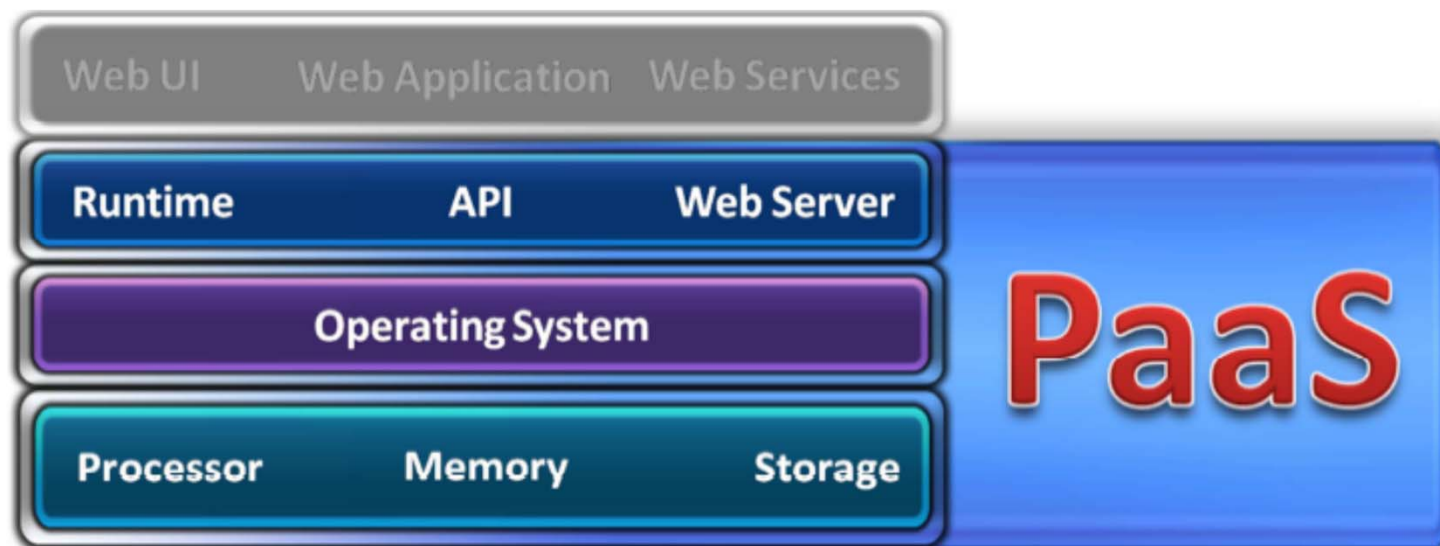 Web UI Web Application Web Services
Runtime API Web Server
Operating System
PaaS
Processor Memory Storage